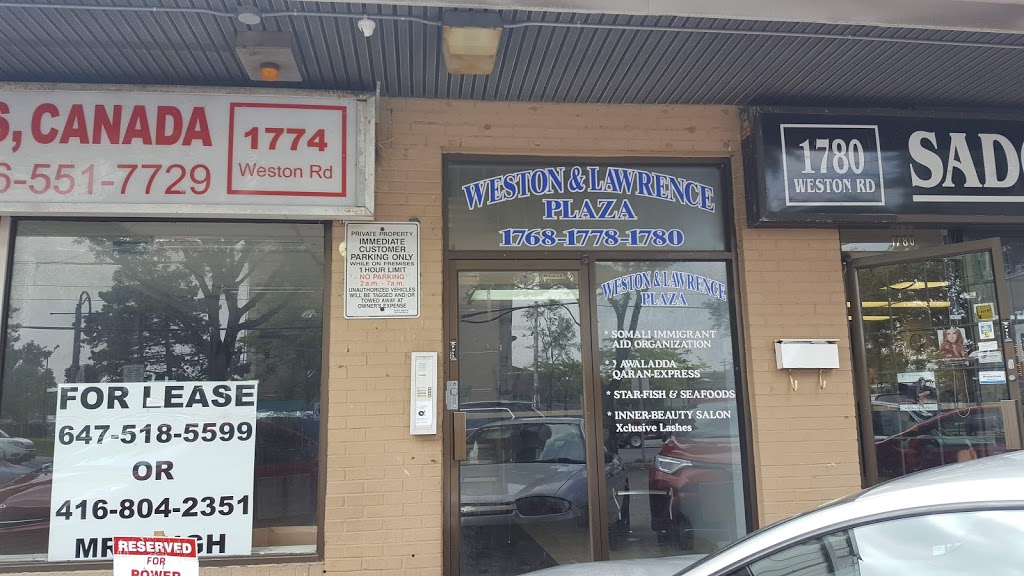 S, CANADA
6-551-7729
1774
Weston Rd
PRIVATE PROPERTY
IMMEDIATE
CUSTOMER
PARKING ONLY
WHILE ON PREMISES
1 HOUR LIMIT
NO PARKING
2 a.m. - 7 a.m.
UNAUTHORIZED VEHICLES
WILL BE TAGGED AND/OR
TOWED AWAY AT
OWNER'S EXPENSE
FOR LEASE
647-518-5599
OR
416-804-2351
RESERVED
FOR
POWER
WESTON & LAWRENCE
PLAZA
1768-1778-1780
WESTON & LAWRENCE
PLAZA
* SOMALI IMMIGRANT
AID ORGANIZATION
AWALADDA
QARAN-EXPRESS
* STAR-FISH & SEAFOODS
* INNER-BEAUTY SALON
Xclusive Lashes
1780
WESTON RD
SADO
1780